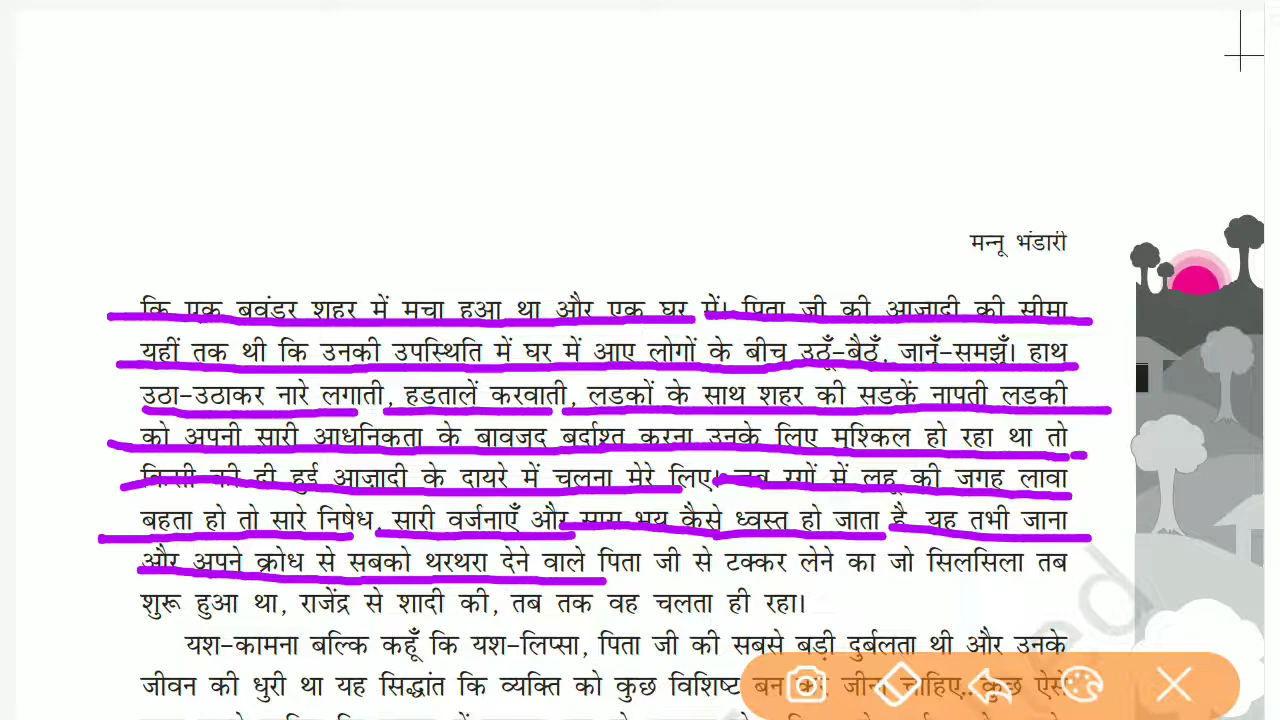 मन्नू भंडारी
कि एक बवंडर शहर में मचा हुआ था और एक घर में। पिता जी की आज़ादी की सीमा
यहीं तक थी कि उनकी उपस्थिति में घर में आए लोगों के बीच उठूँ-बैठूँ, जानूँ-समझूँ। हाथ
उठा-उठाकर नारे लगाती, हड़तालें करवाती, लड़कों के साथ शहर की सड़कें नापती लड़की
को अपनी सारी आधुनिकता के बावजूद बर्दाश्त करना उनके लिए मुश्किल हो रहा था तो
किसी की दी हुई आज़ादी के दायरे में चलना मेरे लिए। जब रगों में लहू की जगह लावा
बहता हो तो सारे निषेध, सारी वर्जनाएँ और सारा भय कैसे ध्वस्त हो जाता है, यह तभी जाना
और अपने क्रोध से सबको थरथरा देने वाले पिता जी से टक्कर लेने का जो सिलसिला तब
शुरू हुआ था, राजेंद्र से शादी की, तब तक वह चलता ही रहा।
यश-कामना बल्कि कहूँ कि यश-लिप्सा, पिता जी की सबसे बड़ी दुर्बलता थी और उनके
जीवन की धुरी था यह सिद्धांत कि व्यक्ति को कुछ विशिष्ट बन कर जीना चाहिए...कुछ ऐसे